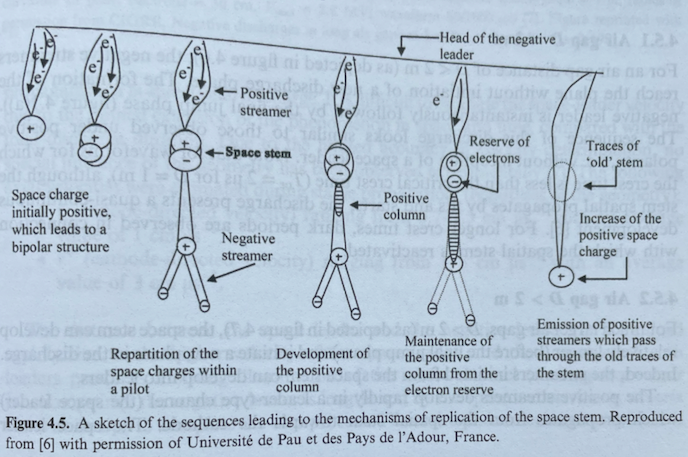 Head of the negative
leader
Positive
streamer
Space stem
Reserve of
electrons
Traces of
'old' stem
Space charge
initially positive,
which leads to a
bipolar structure
Positive
column
Negative
streamer
Increase of the
positive space
charge
Repartition of the
space charges within
a pilot
Development of
the positive
column
Maintenance of
the positive
column from the
electron reserve
Emission of positive
streamers which pass
through the old traces of
the stem
Figure 4.5. A sketch of the sequences leading to the mechanisms of replication of the space stem. Reproduced
from [6] with permission of Université de Pau et des Pays de l'Adour, France.